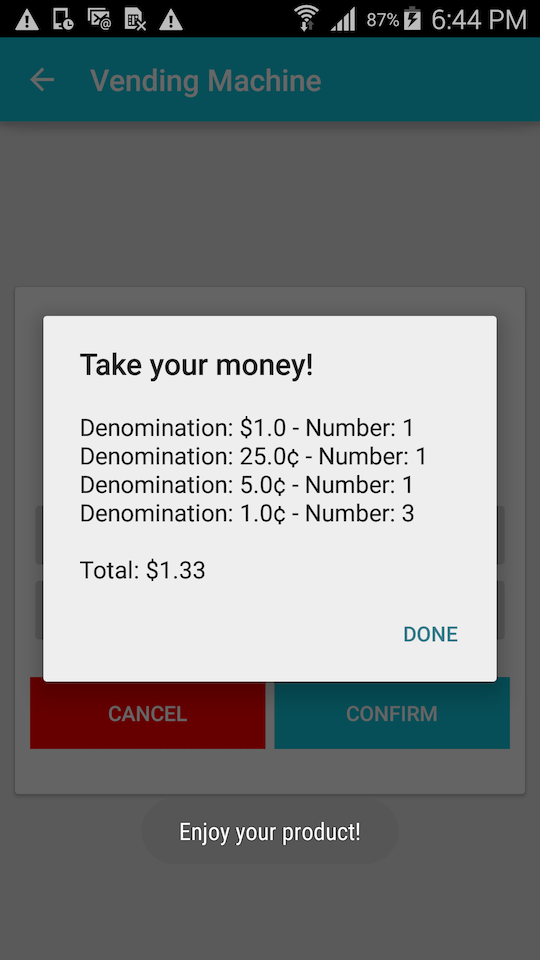 87% 6:44 PM
Vending Machine
Take your money!
Denomination: $1.0 - Number: 1
Denomination: 25.0¢ - Number: 1
Denomination: 5.0¢ - Number: 1
Denomination: 1.0¢ - Number: 3
Total: $1.33
DONE
CANCEL CONFIRM
Enjoy your product!